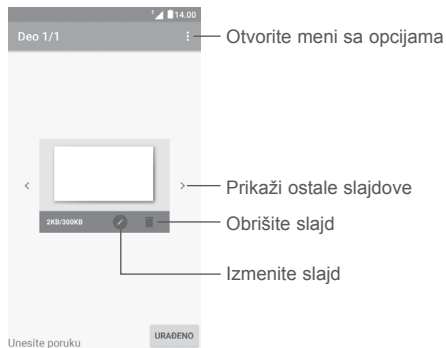 14.00
Deo 1/1
Otvorite meni sa opcijama
Prikaži ostale slajdove
2KB/300KB
Obrišite slajd
Izmenite slajd
URAĐENO
Unesite poruku